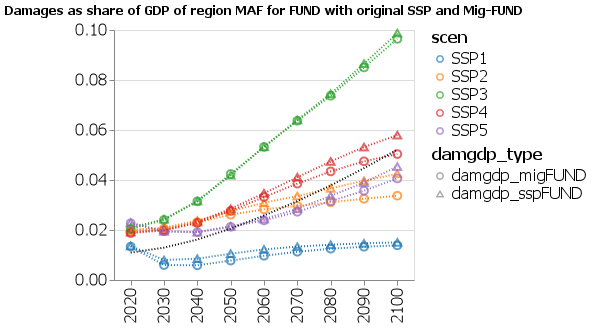 Damages as share of GDP of region MAF for FUND with original SSP and Mig-FUND
0.10
0.08
0.06
0.04
0.02
0.00
2020
2030
2040
2050
2060
2070
2080
2090
2100
scen
SSP1
SSP2
SSP3
SSP4
SSP5
damgdp_type
damgdp_migFUND
damgdp_sspFUND